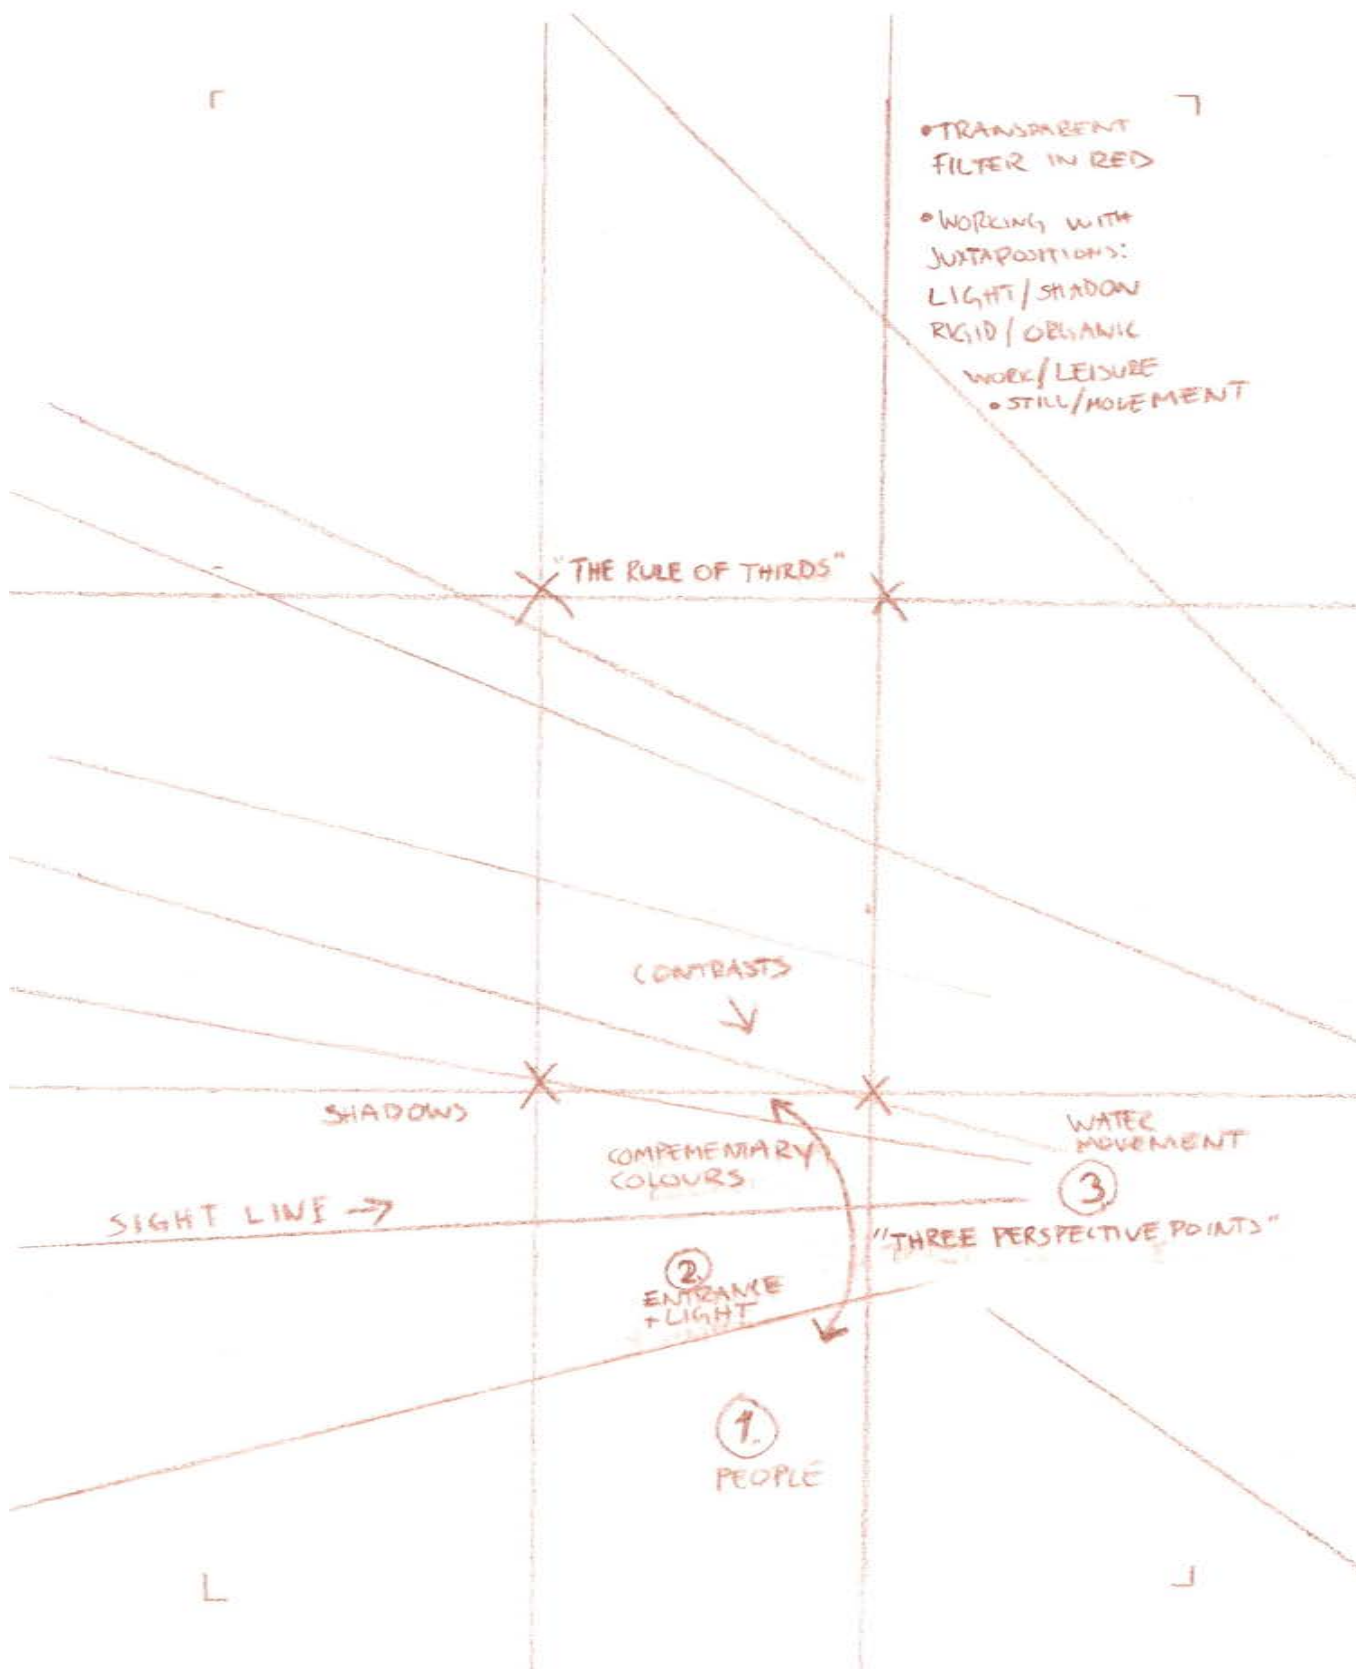 • TRANSPARENT
FILTER IN RED
• WORKING WITH
JUXTAPOSITIONS:
LIGHT/SHADOW
RIGID/ORGANIC
WORK/LEISURE
• STILL/MOVEMENT
"THE RULE OF THIRDS"
CONTRASTS
SHADOWS
WATER
MOVEMENT
COMPEMENTARY
COLOURS
3.
SIGHT LINE →
"THREE PERSPECTIVE POINTS"
2.
ENTRANCE
+ LIGHT
1.
PEOPLE